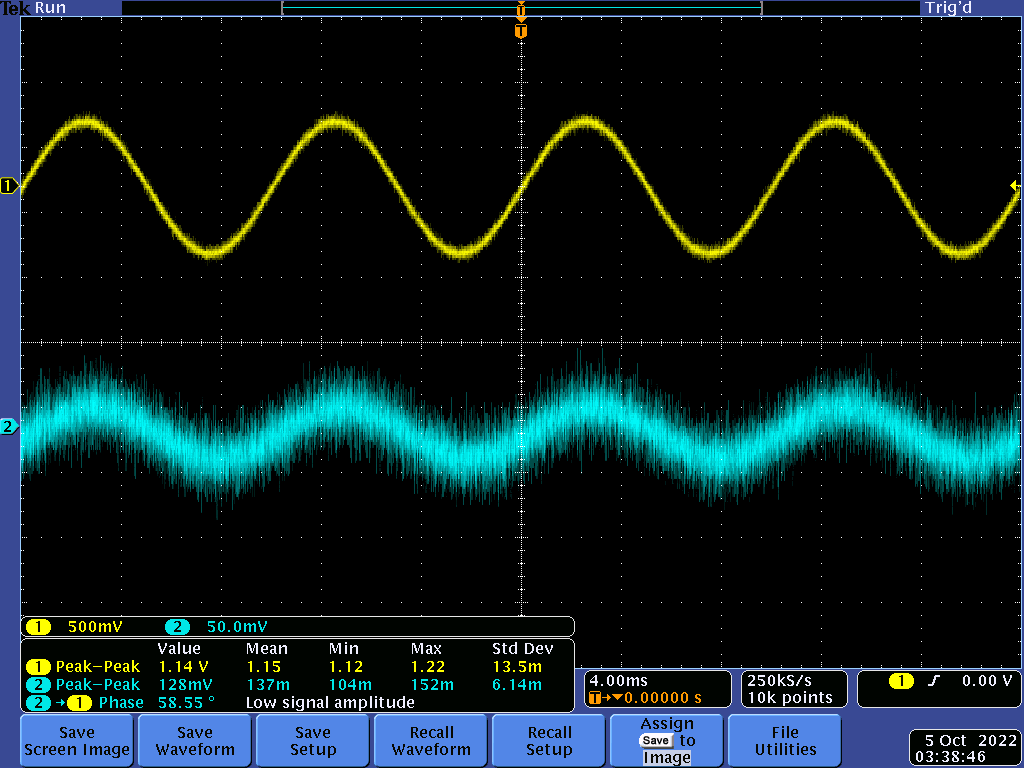 Tek Run Trig'd
T
T
1
2
1 500mV 2 50.0mV
Value Mean Min Max Std Dev
1 Peak−Peak 1.14 V 1.15 1.12 1.22 13.5m
2 Peak−Peak 128mV 137m 104m 152m 6.14m
2 →1 Phase 58.55 ° Low signal amplitude
4.00ms
T→▼0.00000 s
250kS/s
10k points
1 0.00 V
Save
Screen Image
Save
Waveform
Save
Setup
Recall
Waveform
Recall
Setup
Assign
Save to
Image
File
Utilities
5 Oct 2022
03:38:46